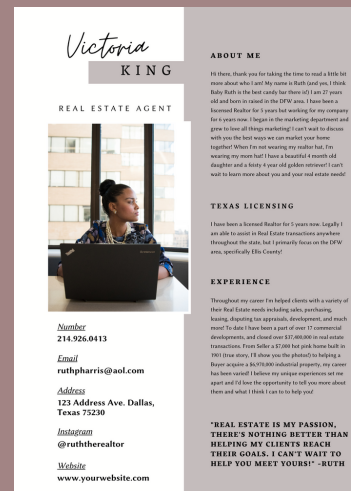 Victoria
KING
REAL ESTATE AGENT
Number
214.926.0413
Email
ruthpharris@aol.com
Address
123 Address Ave. Dallas,
Texas 75230
Instagram
@ruththerealtor
Website
www.yourwebsite.com
ABOUT ME
Hi there, thank you for taking the time to read a little bit
more about who I am! My name is Ruth (and yes, I think
Baby Ruth is the best candy bar there is!) I am 27 years
old and born in raised in the DFW area. I have been a
licensed Realtor for 5 years but working for my company
for 6 years now. I began in the marketing department and
grew to love all things marketing! I can't wait to discuss
with you the best ways we can market your home
together! When I'm not wearing my realtor hat, I'm
wearing my mom hat! I have a beautiful 4 month old
daughter and a feisty 4 year old golden retriever! I can't
wait to learn more about you and your real estate needs!
TEXAS LICENSING
I have been a licensed Realtor for 5 years now. Legally I
am able to assist in Real Estate transactions anywhere
throughout the state, but I primarily focus on the DFW
area, specifically Ellis County!
EXPERIENCE
Throughout my career I'm helped clients with a variety of
their Real Estate needs including sales, purchasing,
leasing, disputing tax appraisals, development, and much
more! To date I have been a part of over 17 commercial
developments, and closed over $37,400,000 in real estate
transactions. From Seller a $7,000 hot pink home built in
1901 (true story, I'll show you the photos!) to helping a
Buyer acquire a $6,970,000 industrial property, my career
has been varied! I believe my unique experiences set me
apart and I'd love the opportunity to tell you more about
them and what I think I can to to help you!
"REAL ESTATE IS MY PASSION,
THERE'S NOTHING BETTER THAN
HELPING MY CLIENTS REACH
THEIR GOALS. I CAN'T WAIT TO
HELP YOU MEET YOURS!" -RUTH